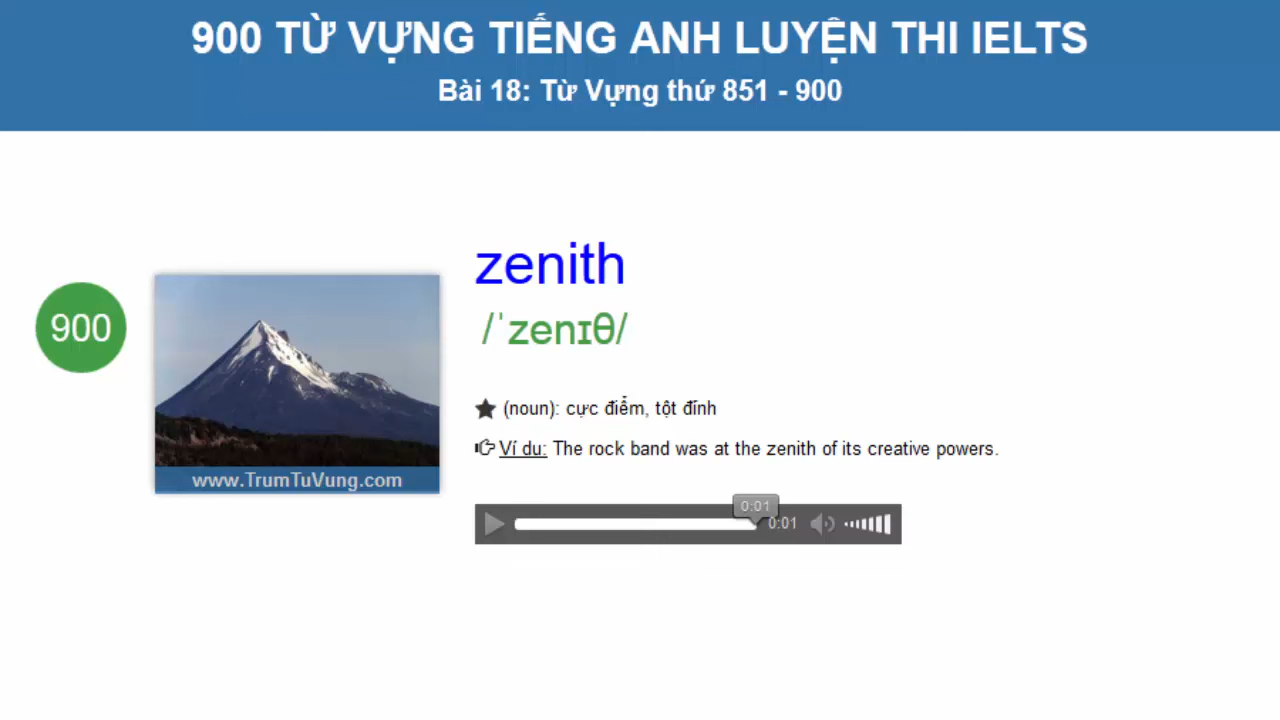 900 TỪ VỰNG TIẾNG ANH LUYỆN THI IELTS
Bài 18: Từ Vựng thứ 851 - 900
900
zenith
/ˈzenɪθ/
(noun): cực điểm, tột đỉnh
Ví dụ: The rock band was at the zenith of its creative powers.
www.TrumTuVung.com
0:01
0:01